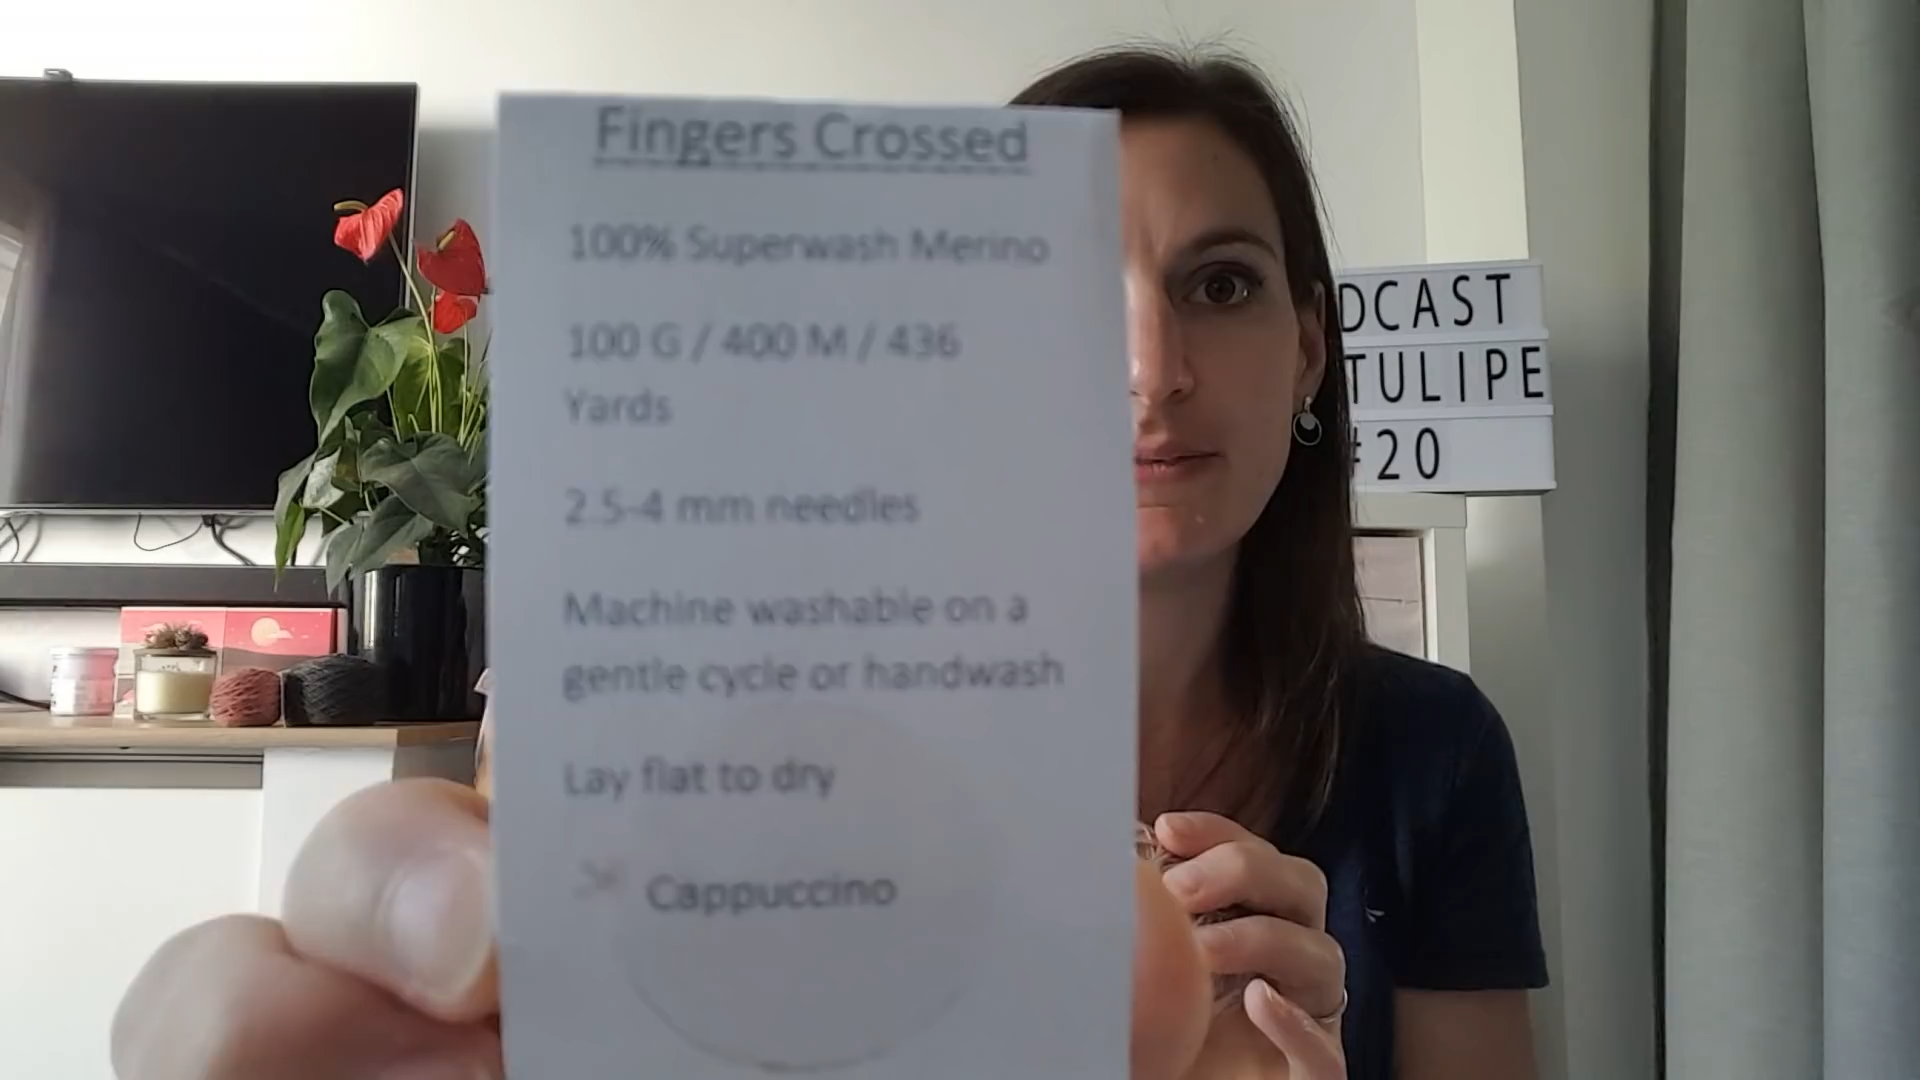 Fingers Crossed
100% Superwash Merino
100 G / 400 M / 436
Yards
2.5-4 mm needles
Machine washable on a
gentle cycle or handwash
Lay flat to dry
Cappuccino
DCAST
TULIPE
#20